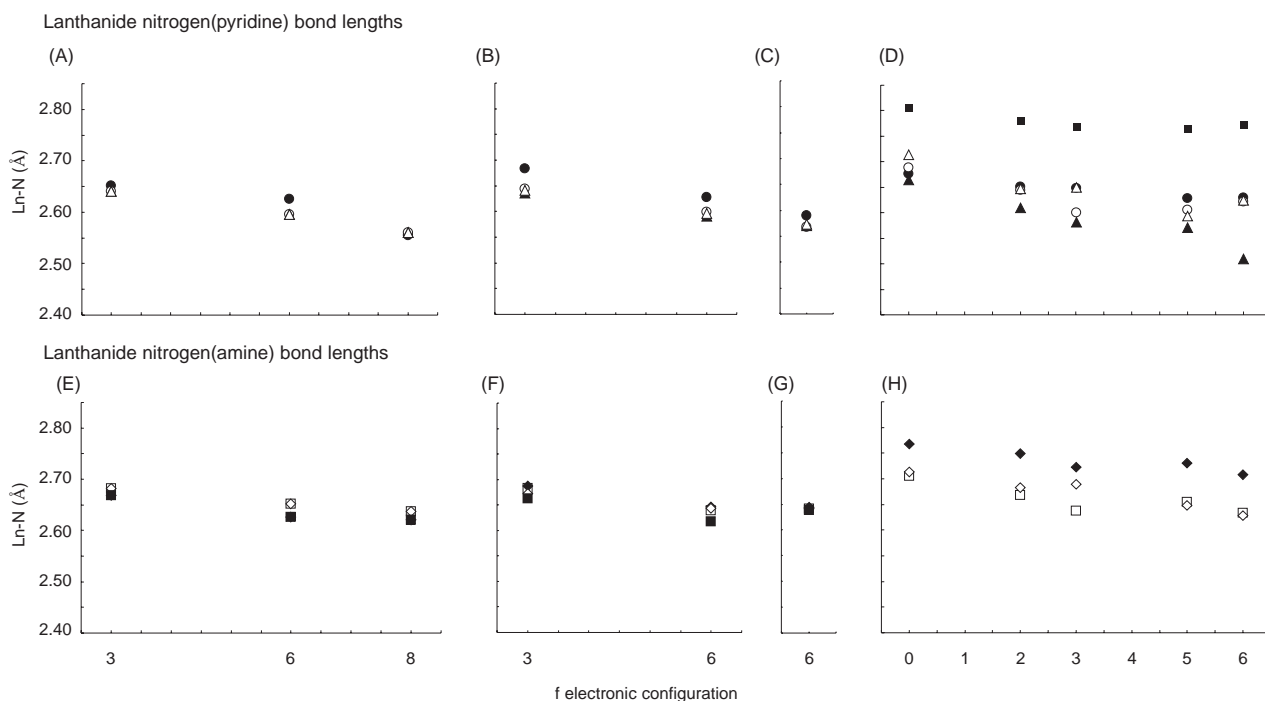 Lanthanide nitrogen(pyridine) bond lengths
(A) (B) (C) (D)
2.80
2.70
2.60
2.50
2.40
Ln-N (Å)
Lanthanide nitrogen(amine) bond lengths
(E) (F) (G) (H)
2.80
2.70
2.60
2.50
2.40
Ln-N (Å)
3 6 8 3 6 6 0 1 2 3 4 5 6
f electronic configuration